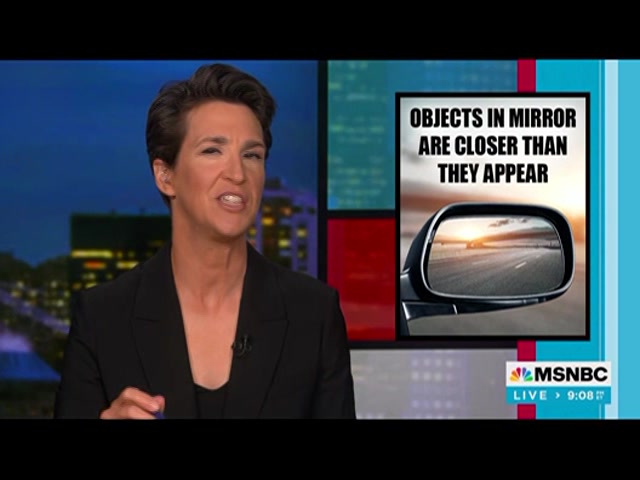 OBJECTS IN MIRROR
ARE CLOSER THAN
THEY APPEAR
MSNBC
LIVE > 9:08